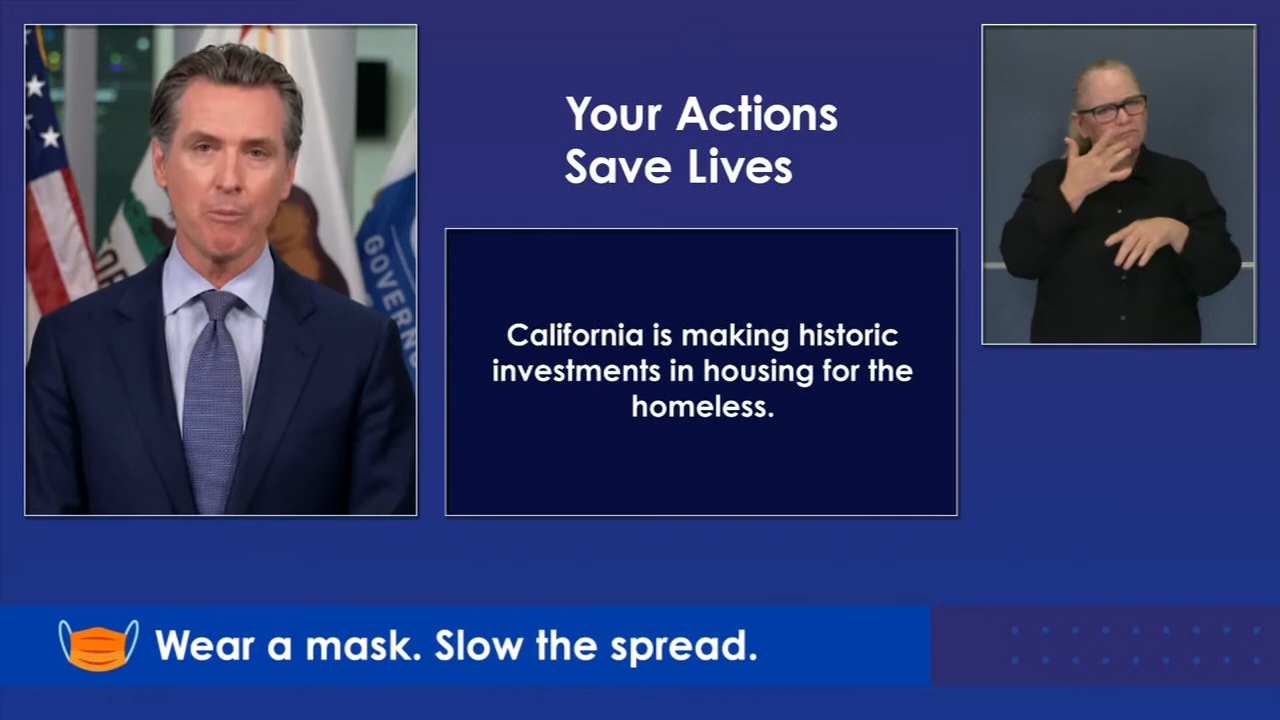 Your Actions
Save Lives
GOVERN
California is making historic
investments in housing for the
homeless.
Wear a mask. Slow the spread.